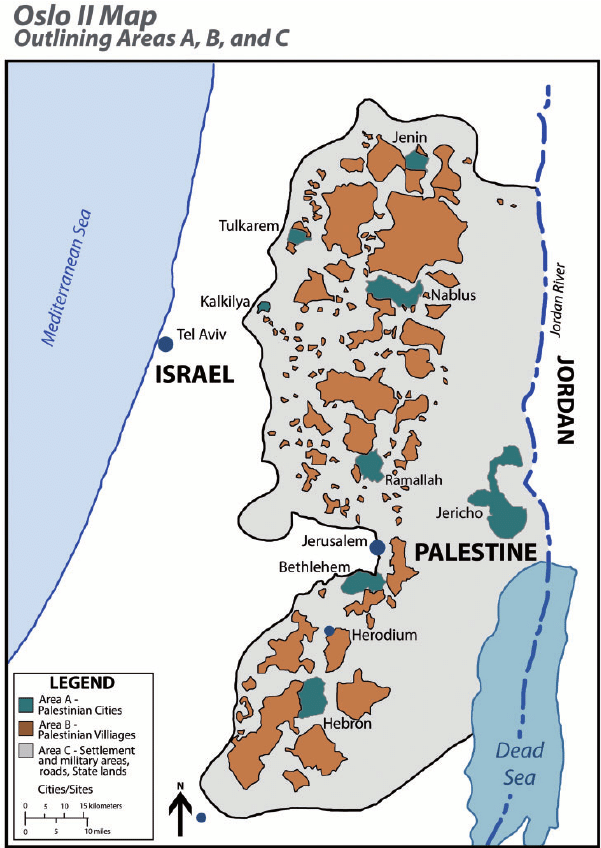 Oslo II Map
Outlining Areas A, B, and C
Jenin
Tulkarem
Mediterranean Sea
Nablus
Kalkilya
Jordan River
Tel Aviv
ISRAEL
JORDAN
Ramallah
Jericho
Jerusalem
PALESTINE
Bethlehem
Herodium
LEGEND
Area A -
Palestinian Cities
Area B -
Palestinian Villiages
Area C - Settlement
and military areas,
roads, State lands
Cities/Sites
0 5 10 15 kilometers
0 5 10 miles
N
Hebron
Dead
Sea